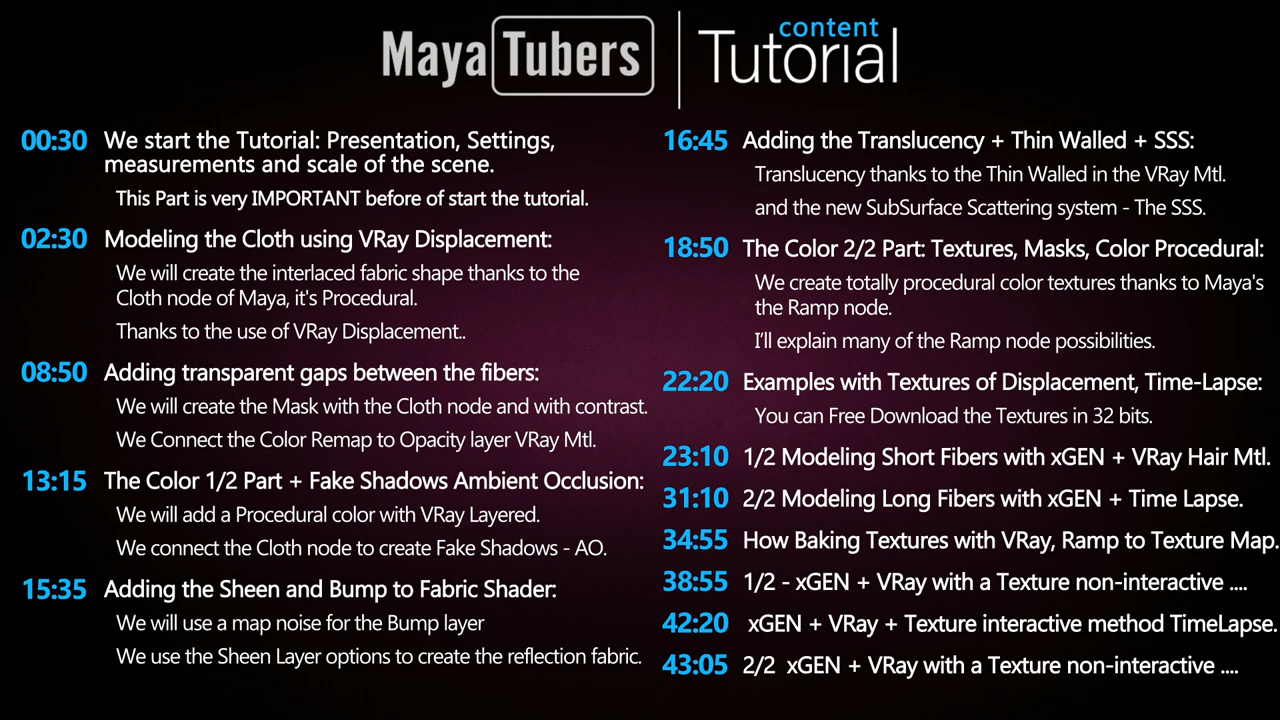 Maya Tubers
content
Tutorial
00:30 We start the Tutorial: Presentation, Settings,
measurements and scale of the scene.
This Part is very IMPORTANT before of start the tutorial.
02:30 Modeling the Cloth using VRay Displacement:
We will create the interlaced fabric shape thanks to the
Cloth node of Maya, it's Procedural.
Thanks to the use of VRay Displacement..
08:50 Adding transparent gaps between the fibers:
We will create the Mask with the Cloth node and with contrast.
We Connect the Color Remap to Opacity layer VRay Mtl.
13:15 The Color 1/2 Part + Fake Shadows Ambient Occlusion:
We will add a Procedural color with VRay Layered.
We connect the Cloth node to create Fake Shadows - AO.
15:35 Adding the Sheen and Bump to Fabric Shader:
We will use a map noise for the Bump layer
We use the Sheen Layer options to create the reflection fabric.
16:45 Adding the Translucency + Thin Walled + SSS:
Translucency thanks to the Thin Walled in the VRay Mtl.
and the new SubSurface Scattering system - The SSS.
18:50 The Color 2/2 Part: Textures, Masks, Color Procedural:
We create totally procedural color textures thanks to Maya's
the Ramp node.
I'll explain many of the Ramp node possibilities.
22:20 Examples with Textures of Displacement, Time-Lapse:
You can Free Download the Textures in 32 bits.
23:10 1/2 Modeling Short Fibers with xGEN + VRay Hair Mtl.
31:10 2/2 Modeling Long Fibers with xGEN + Time Lapse.
34:55 How Baking Textures with VRay, Ramp to Texture Map.
38:55 1/2 - xGEN + VRay with a Texture non-interactive ....
42:20 xGEN + VRay + Texture interactive method TimeLapse.
43:05 2/2 xGEN + VRay with a Texture non-interactive ....